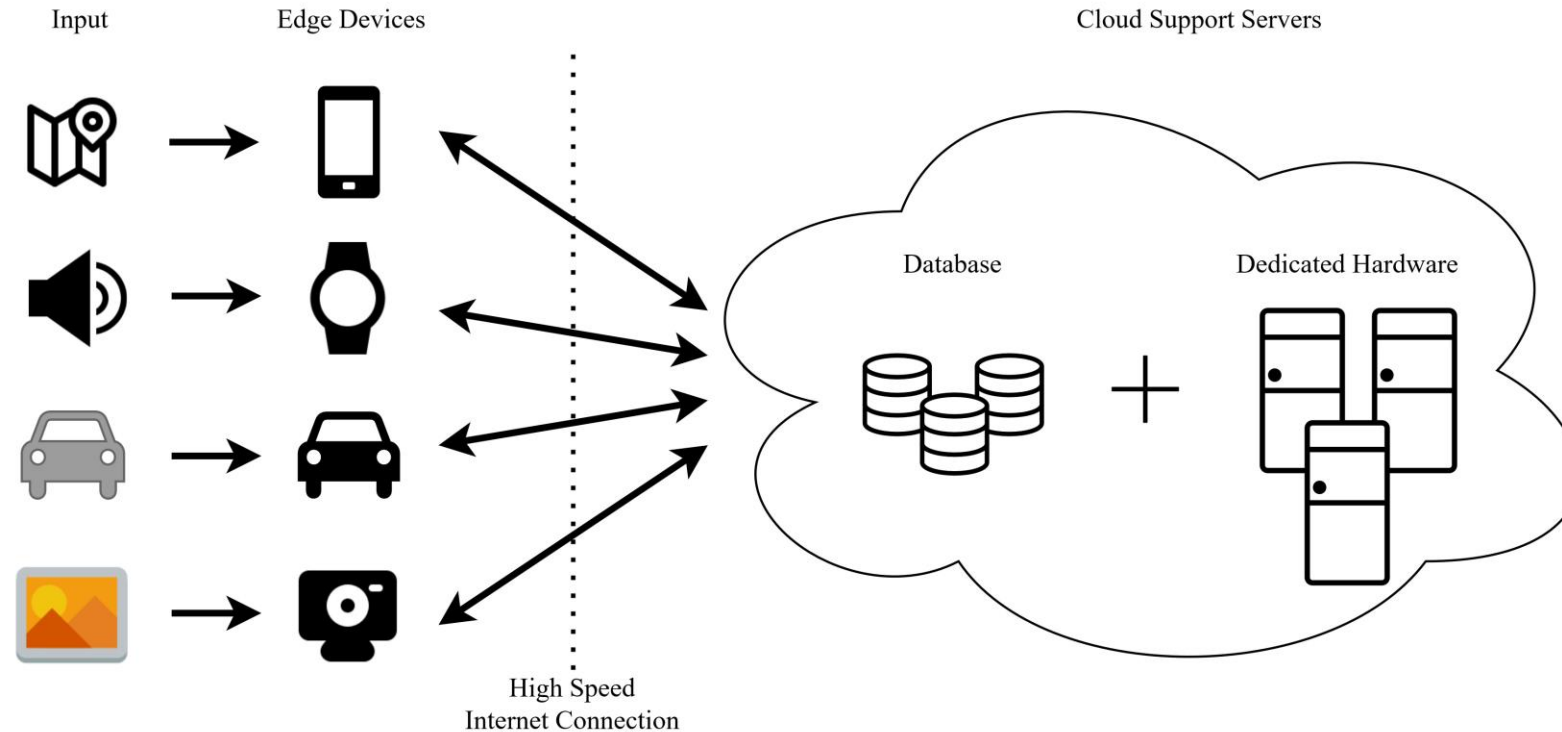 Input
Edge Devices
Cloud Support Servers
Database
Dedicated Hardware
High Speed
Internet Connection